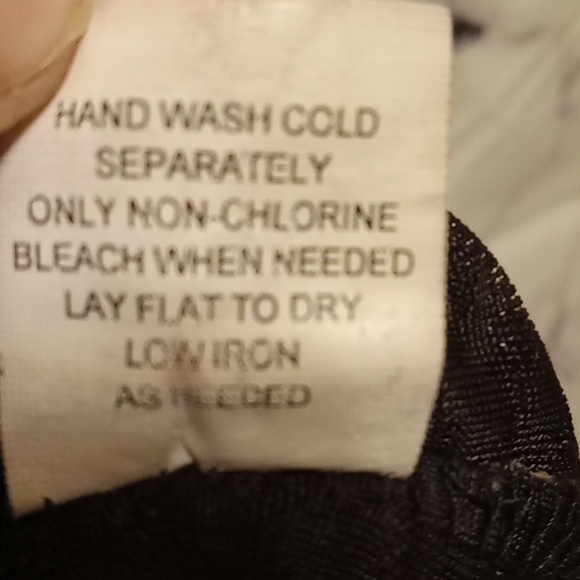 HAND WASH COLD
SEPARATELY
ONLY NON-CHLORINE
BLEACH WHEN NEEDED
LAY FLAT TO DRY
LOW IRON
AS NEEDED